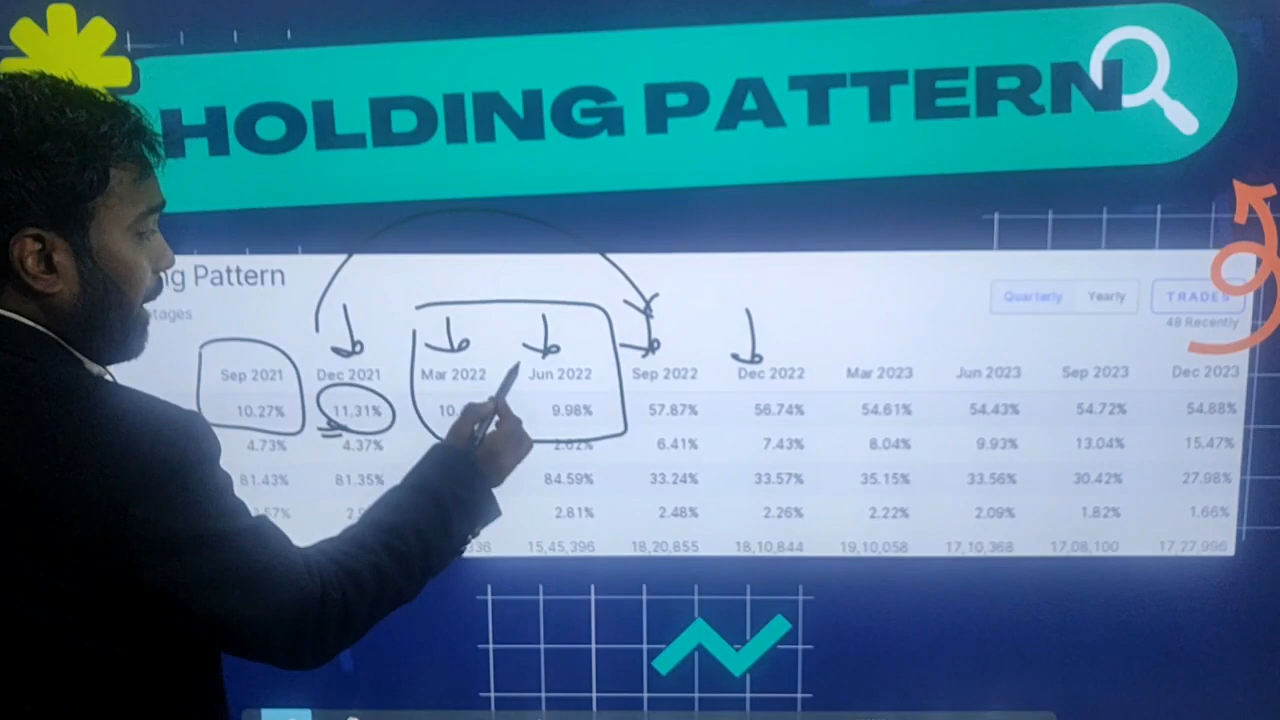 HOLDING PATTERN
Pattern
Quarterly Yearly TRADES
48 Recently
Sep 2021 Dec 2021 Mar 2022 Jun 2022 Sep 2022 Dec 2022 Mar 2023 Jun 2023 Sep 2023 Dec 2023
10.27% 11.31% 9.98% 57.87% 56.74% 54.61% 54.43% 54.72% 54.88%
4.73% 4.37% 2.62% 6.41% 7.43% 8.04% 9.93% 13.04% 15.47%
81.43% 81.35% 84.59% 33.24% 33.57% 35.15% 33.56% 30.42% 27.98%
2.81% 2.48% 2.26% 2.22% 2.09% 1.82% 1.66%
15,45,396 18,20,855 18,10,844 19,10,058 17,10,368 17,08,100 17,27,996